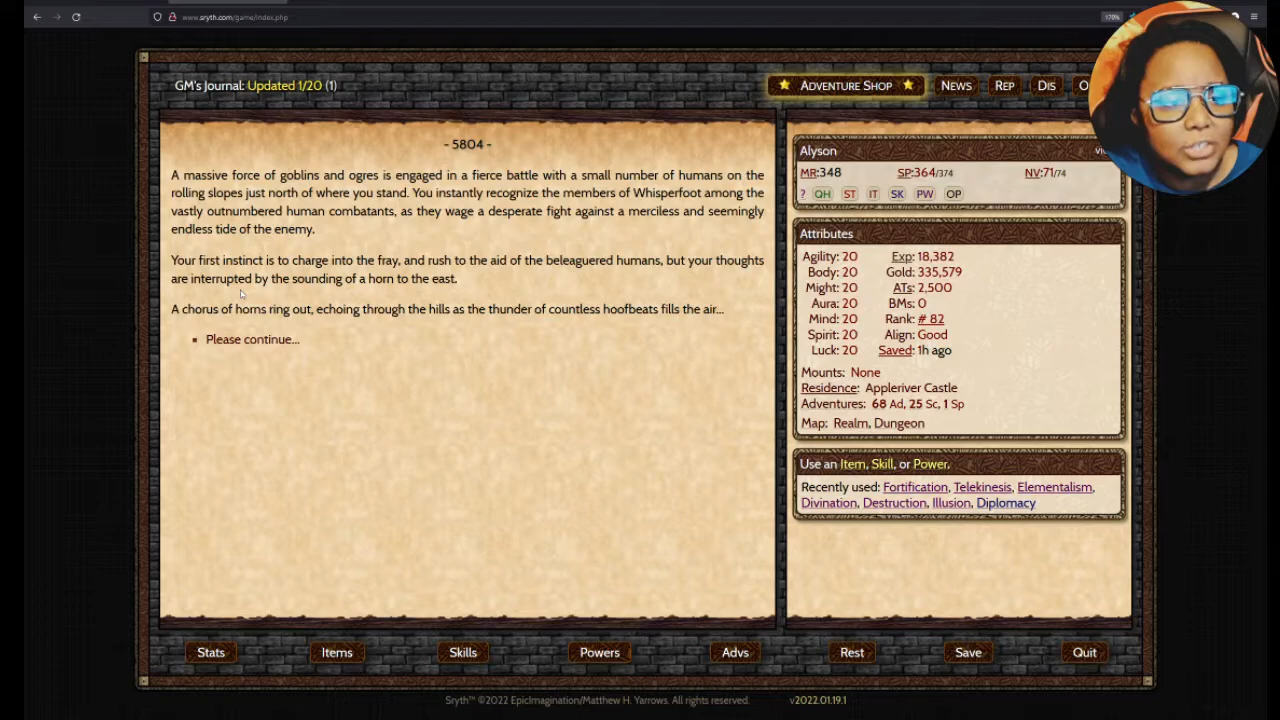 www.sryth.com/game/index.php
170%
GM's Journal: Updated 1/20 (1)
ADVENTURE SHOP
NEWS
REP
DIS
- 5804 -
A massive force of goblins and ogres is engaged in a fierce battle with a small number of humans on the
rolling slopes just north of where you stand. You instantly recognize the members of Whisperfoot among the
vastly outnumbered human combatants, as they wage a desperate fight against a merciless and seemingly
endless tide of the enemy.
Your first instinct is to charge into the fray, and rush to the aid of the beleaguered humans, but your thoughts
are interrupted by the sounding of a horn to the east.
A chorus of horns ring out, echoing through the hills as the thunder of countless hoofbeats fills the air...
Please continue...
Alyson
MR:348 SP:364/374 NV:71/74
? QH ST IT SK PW OP
Attributes
Agility: 20 Exp: 18,382
Body: 20 Gold: 335,579
Might: 20 ATs: 2,500
Aura: 20 BMs: 0
Mind: 20 Rank: # 82
Spirit: 20 Align: Good
Luck: 20 Saved: 1h ago
Mounts: None
Residence: Appleriver Castle
Adventures: 68 Ad, 25 Sc, 1 Sp
Map: Realm, Dungeon
Use an Item, Skill, or Power.
Recently used: Fortification, Telekinesis, Elementalism,
Divination, Destruction, Illusion, Diplomacy
Stats Items Skills Powers Advs Rest Save Quit
Sryth™ ©2022 EpicImagination/Matthew H. Yarrows. All rights reserved. v2022.01.19.1